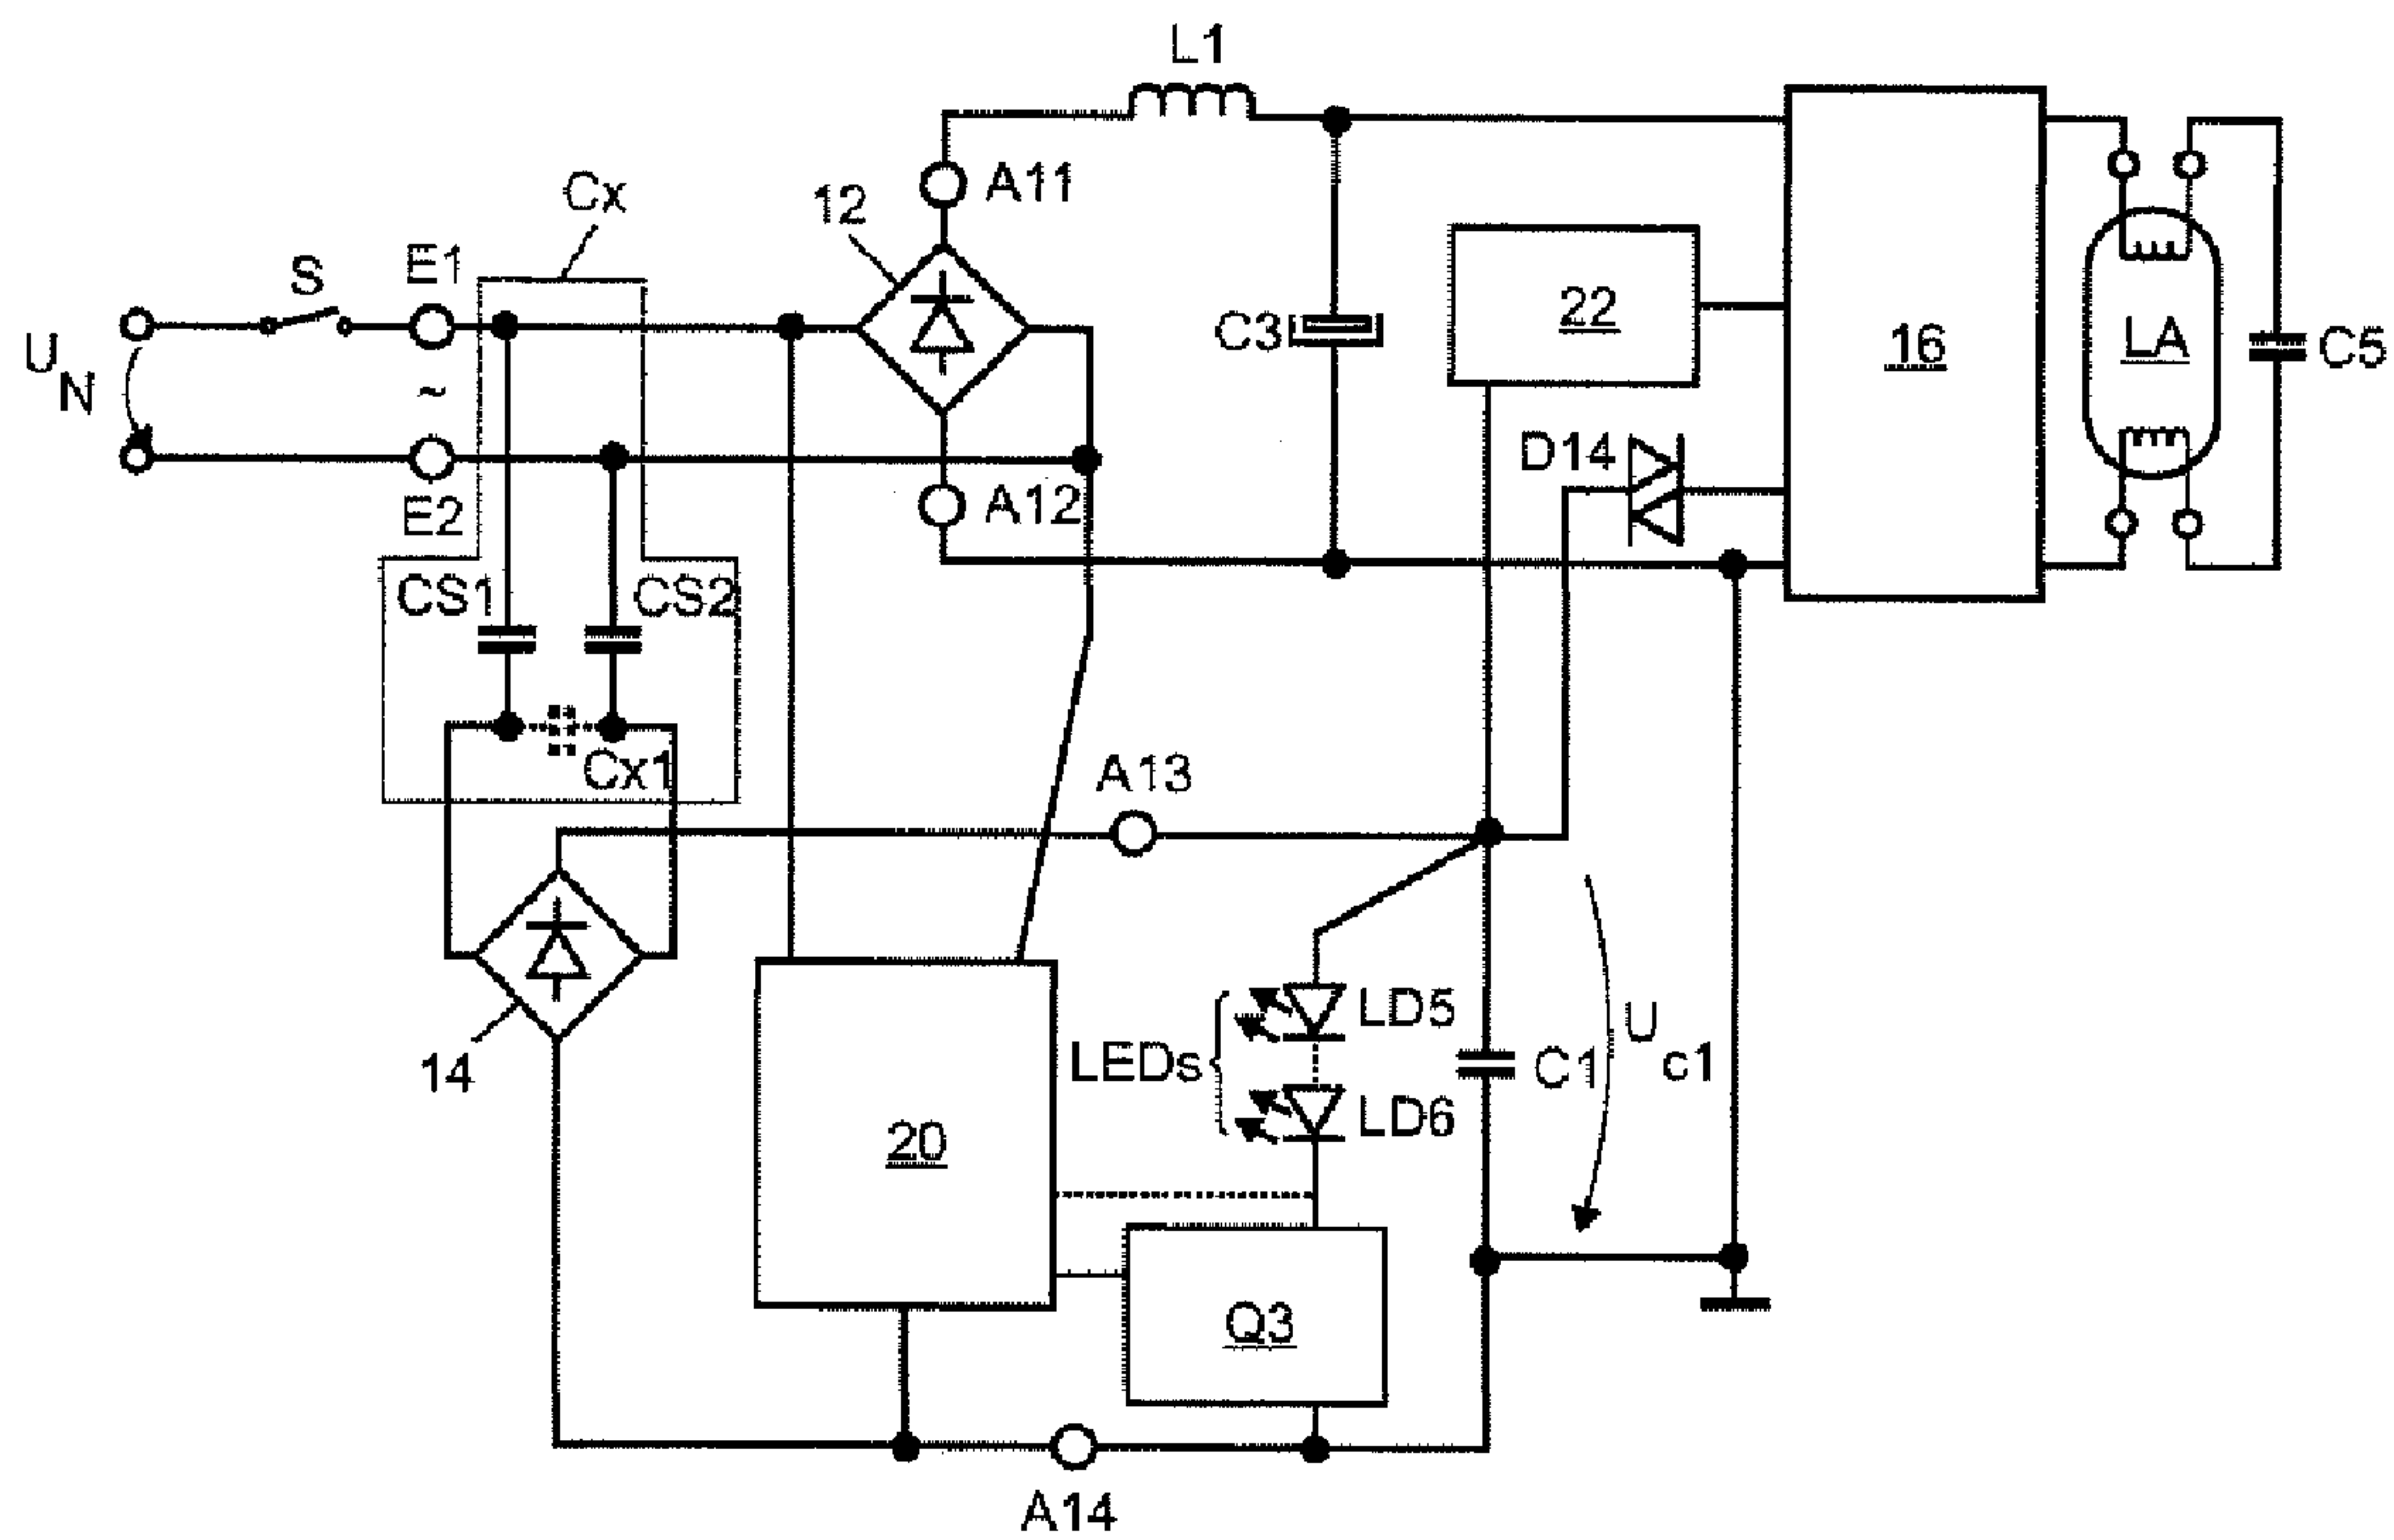 L1
A11
12
Cx
E1
S
U N
~
E2
A12
C3
22
16
LA
C5
D14
CS1
CS2
Cx1
A13
14
20
LEDs
LD5
LD6
C1
U c1
Q3
A14